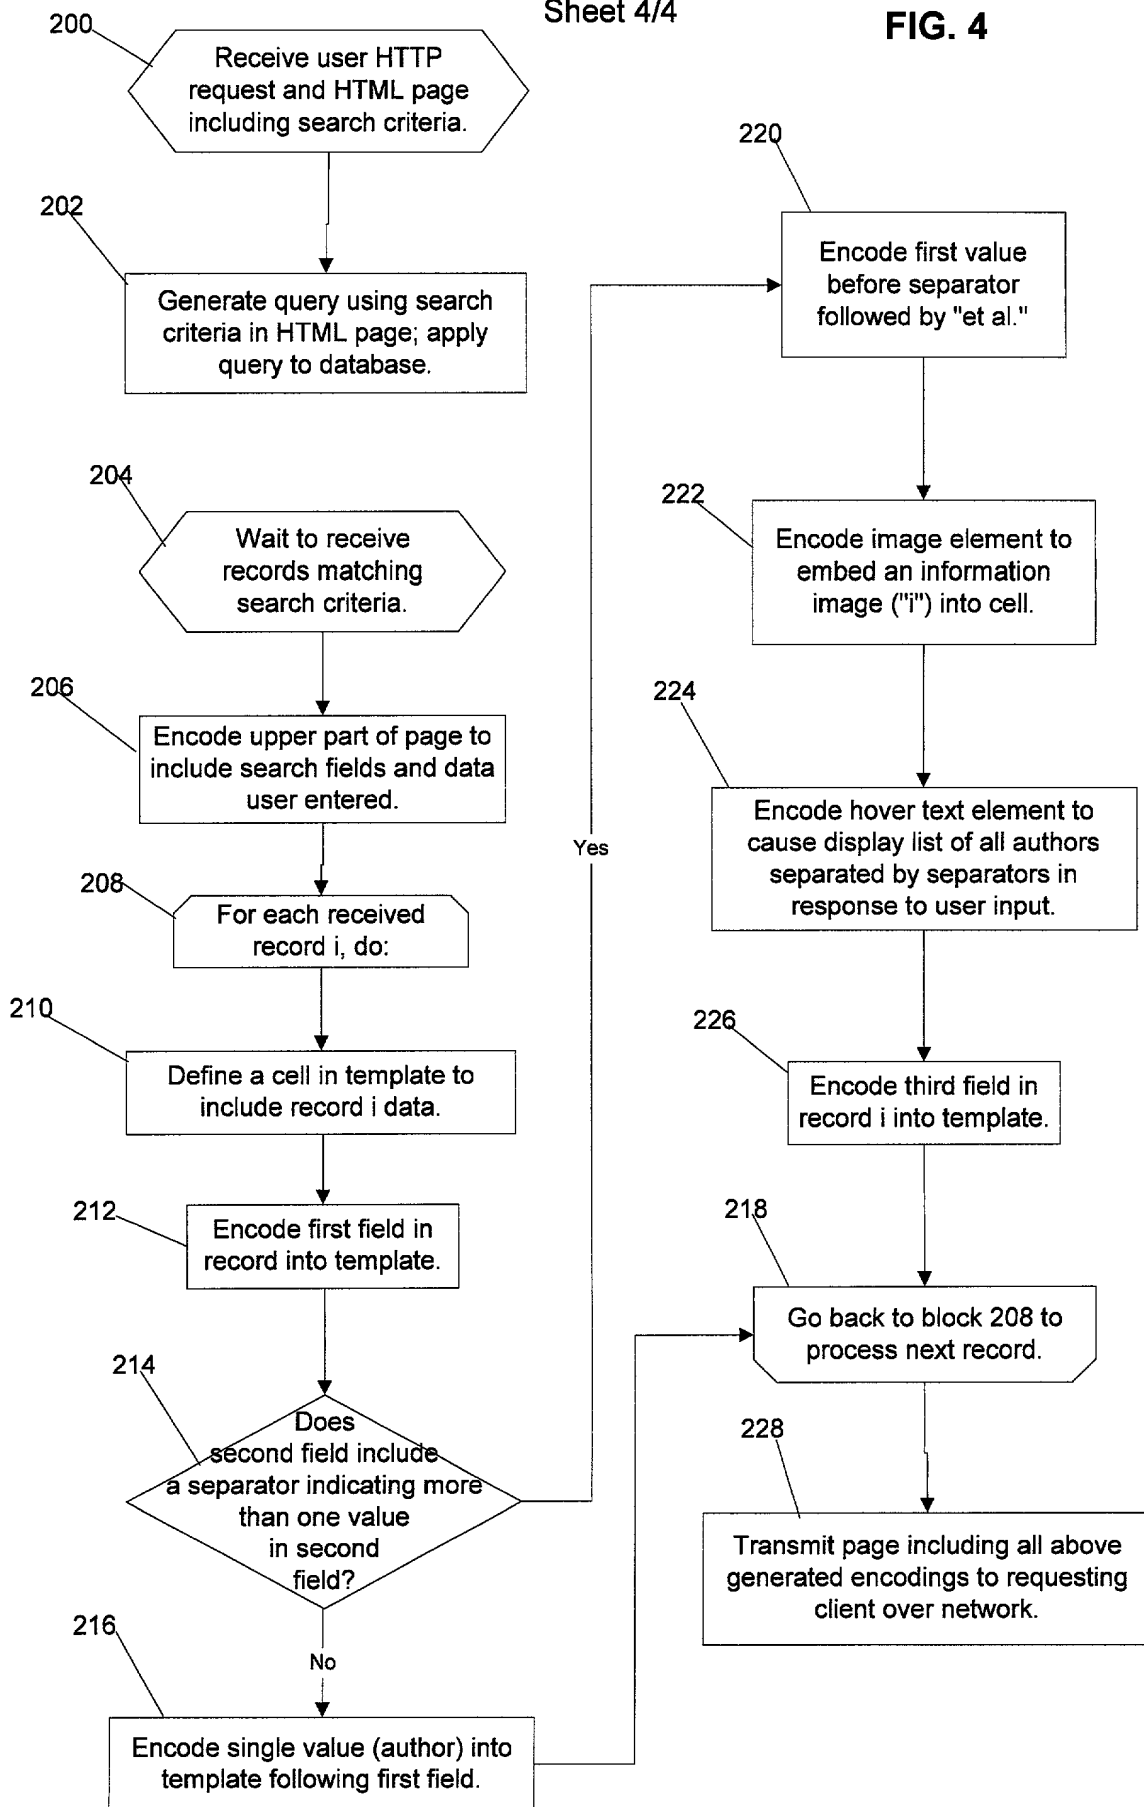 Sheet 4/4
FIG. 4
200
Receive user HTTP
request and HTML page
including search criteria.
202
Generate query using search
criteria in HTML page; apply
query to database.
204
Wait to receive
records matching
search criteria.
206
Encode upper part of page to
include search fields and data
user entered.
208
For each received
record i, do:
210
Define a cell in template to
include record i data.
212
Encode first field in
record into template.
214
Does
second field include
a separator indicating more
than one value
in second
field?
Yes
No
216
Encode single value (author) into
template following first field.
220
Encode first value
before separator
followed by "et al."
222
Encode image element to
embed an information
image ("i") into cell.
224
Encode hover text element to
cause display list of all authors
separated by separators in
response to user input.
226
Encode third field in
record i into template.
218
Go back to block 208 to
process next record.
228
Transmit page including all above
generated encodings to requesting
client over network.